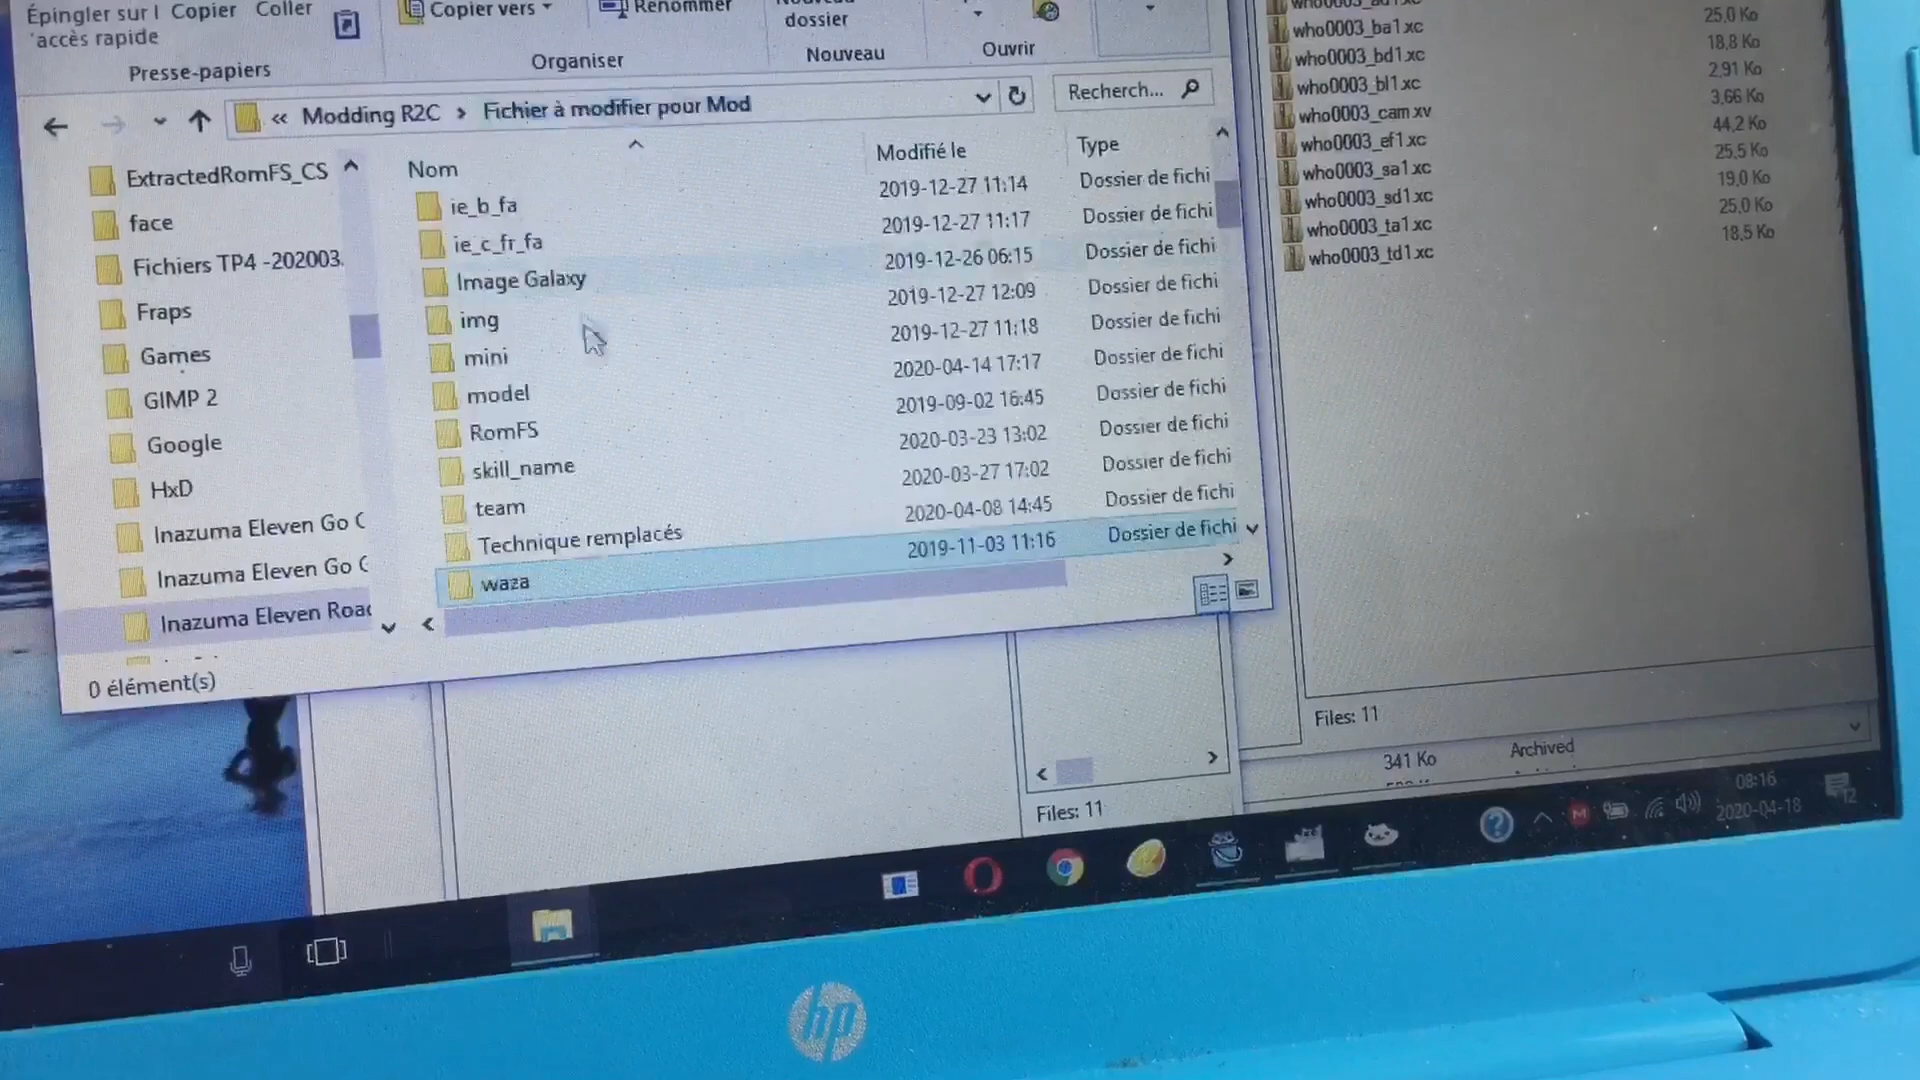 Épingler sur l
'accès rapide
Copier
Coller
Presse-papiers
Copier vers
Renommer
Organiser
dossier
Nouveau
Ouvrir
« Modding R2C > Fichier à modifier pour Mod
Recherch...
ExtractedRomFS_CS
face
Fichiers TP4 -202003.
Fraps
Games
GIMP 2
Google
HxD
Inazuma Eleven Go C
Inazuma Eleven Go C
Inazuma Eleven Road
Nom
Modifié le
Type
ie_b_fa
ie_c_fr_fa
Image Galaxy
img
mini
model
RomFS
skill_name
team
Technique remplacés
waza
2019-12-27 11:14
2019-12-27 11:17
2019-12-26 06:15
2019-12-27 12:09
2019-12-27 11:18
2020-04-14 17:17
2019-09-02 16:45
2020-03-23 13:02
2020-03-27 17:02
2020-04-08 14:45
2019-11-03 11:16
Dossier de fichi
Dossier de fichi
Dossier de fichi
Dossier de fichi
Dossier de fichi
Dossier de fichi
Dossier de fichi
Dossier de fichi
Dossier de fichi
Dossier de fichi
Dossier de fichi
0 élément(s)
who0003_ba1.xc
who0003_bd1.xc
who0003_bl1.xc
who0003_cam.xv
who0003_ef1.xc
who0003_sa1.xc
who0003_sd1.xc
who0003_ta1.xc
who0003_td1.xc
25,0 Ko
18,8 Ko
2,91 Ko
3,66 Ko
44,2 Ko
25,5 Ko
19,0 Ko
25,0 Ko
18,5 Ko
Files: 11
341 Ko
Archived
Files: 11
08:16
2020-04-18
12
hp